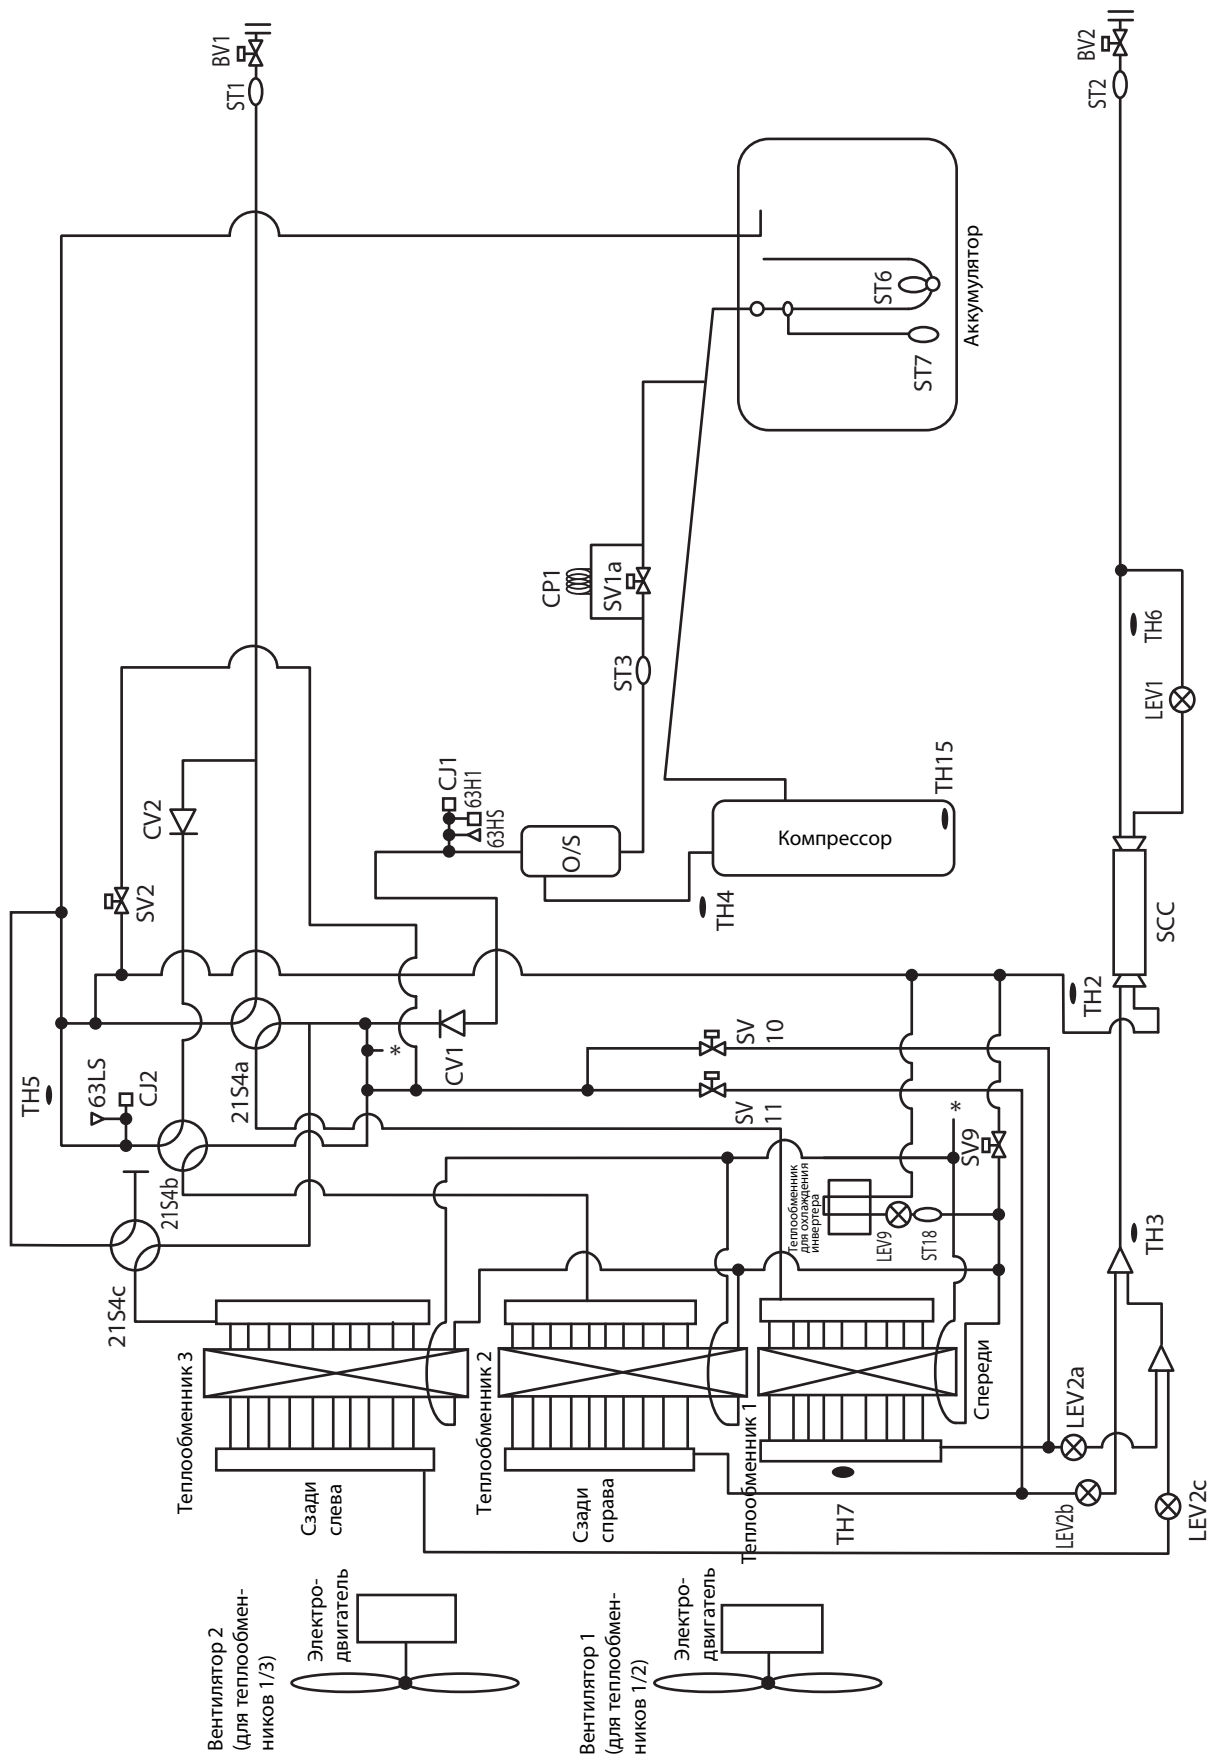 BV1
ST1
BV2
ST2
Аккумулятор
ST6
ST7
CP1
SV1a
ST3
TH6
LEV1
CJ1
63H1
63HS
O/S
Компрессор
TH15
TH4
CV2
SV2
SCC
TH2
TH5
63LS
CJ2
21S4a
*
CV1
SV
10
SV
11
*
SV9
21S4b
21S4c
Теплообменник
для охлаждения
инвертора
LEV9
ST18
TH3
Теплообменник 3
Теплообменник 2
Теплообменник 1
Спереди
Сзади
слева
Сзади
справа
TH7
LEV2a
LEV2b
LEV2c
Вентилятор 2
(для теплообмен-
ников 1/3)
Электро-
двигатель
Вентилятор 1
(для теплообмен-
ников 1/2)
Электро-
двигатель